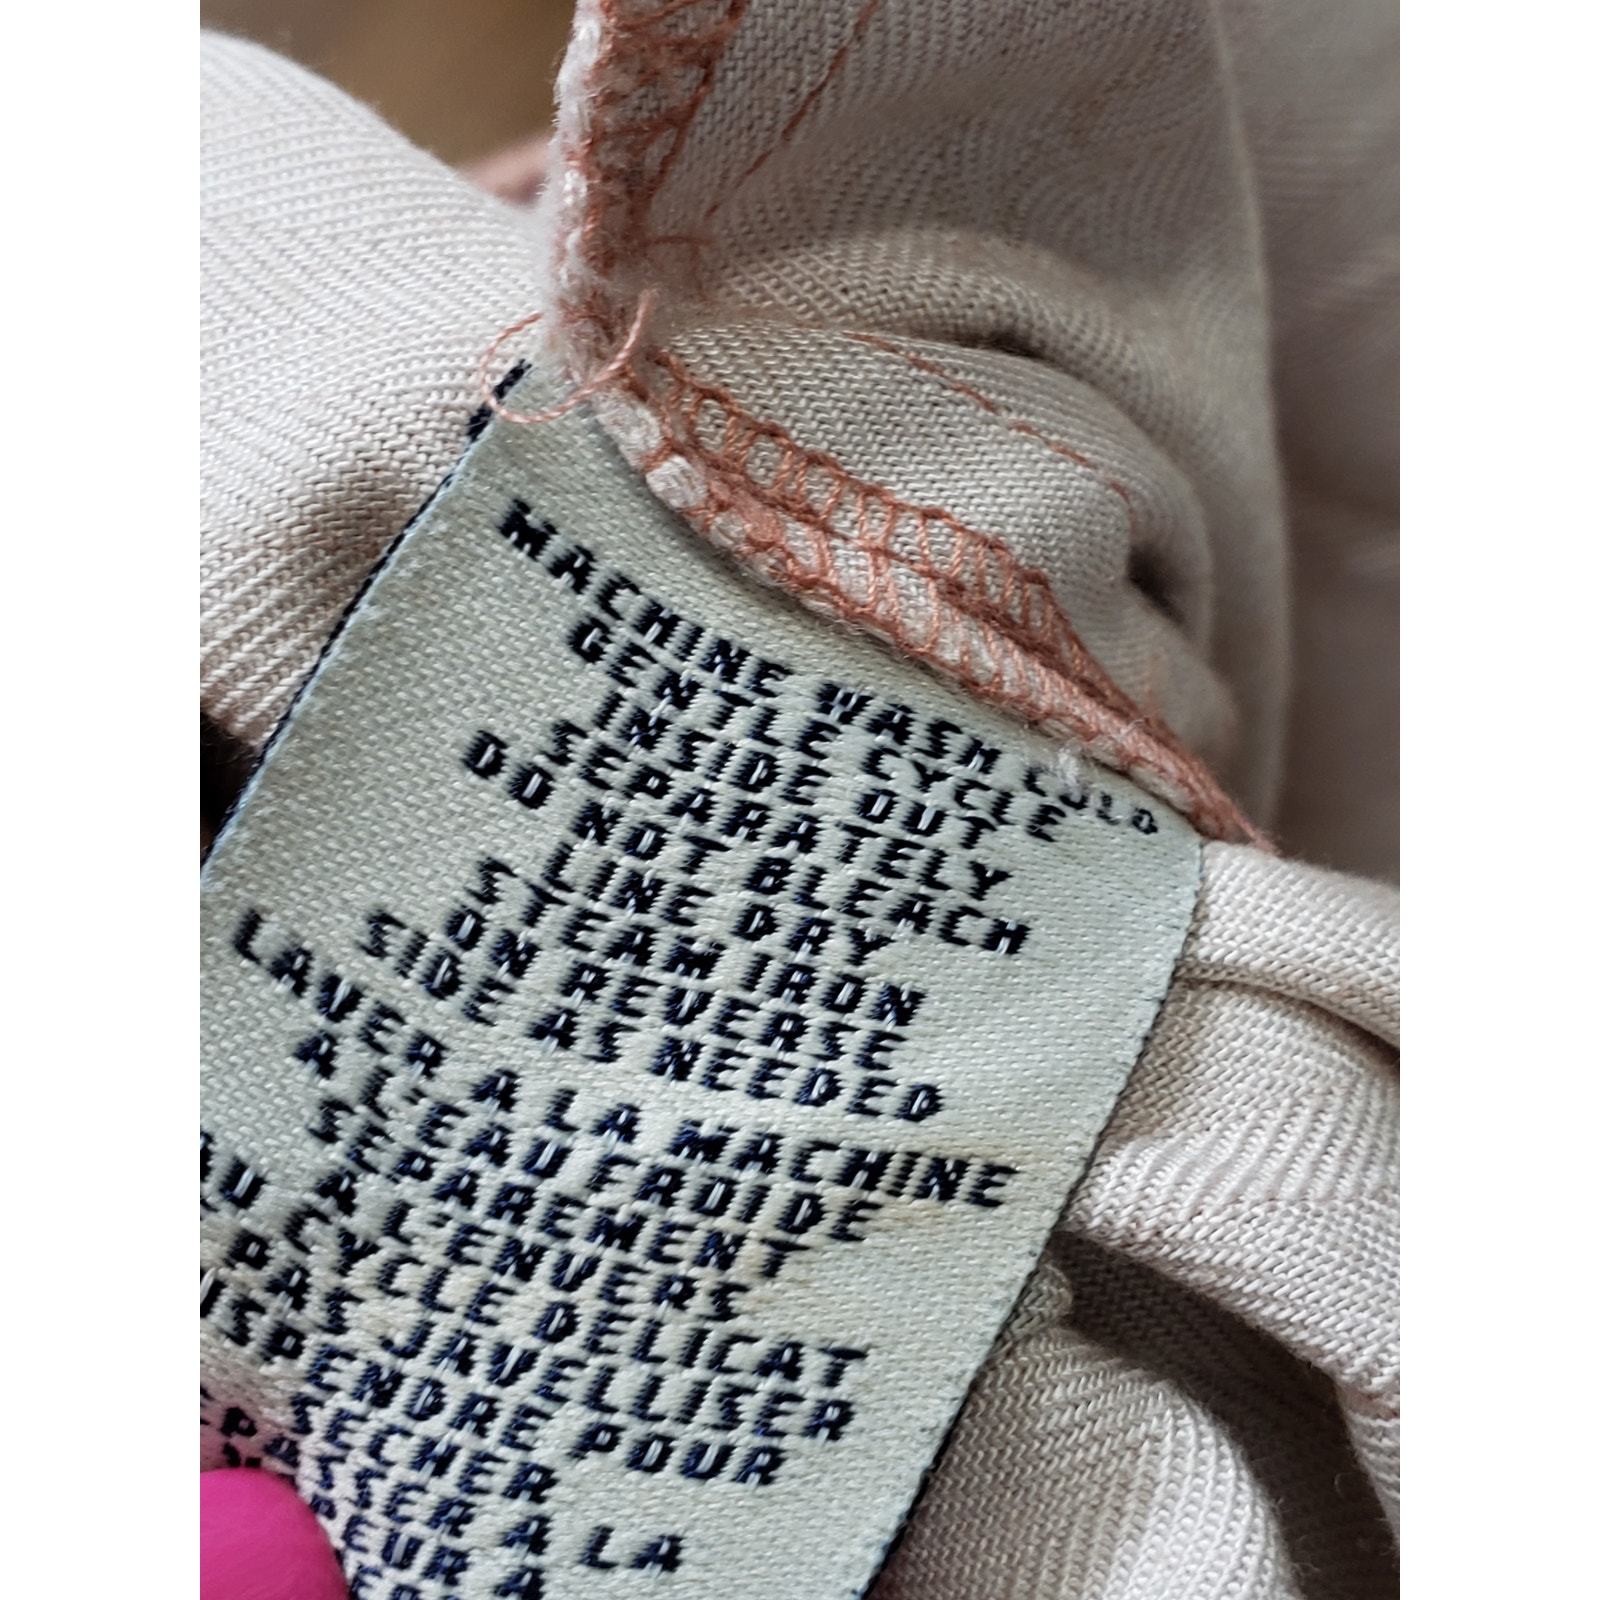 MACHINE WASH COLD
GENTLE CYCLE
INSIDE OUT
SEPARATELY
DO NOT BLEACH
LINE DRY
STEAM IRON
ON REVERSE
SIDE AS NEEDED
LAVER A LA MACHINE
A L'EAU FROIDE
SEPAREMENT
A L'ENVERS
AU CYCLE DELICAT
PAS JAVELLISER
POUR
SECHER
PASSER A LA
A